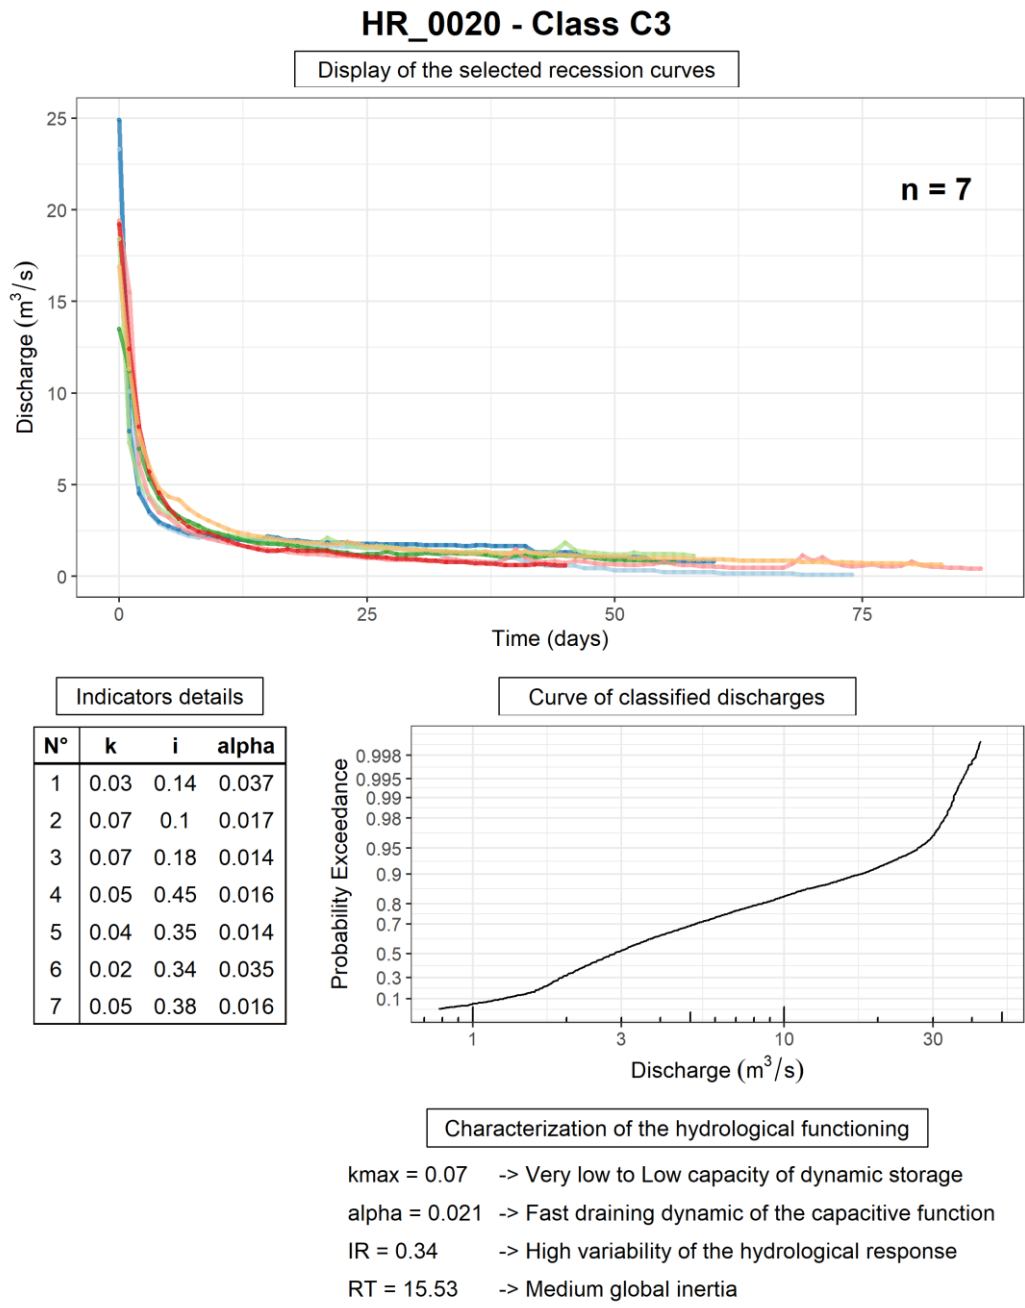 HR_0020 - Class C3
Display of the selected recession curves
25
20
15
10
5
0
Discharge (m³/s)
n = 7
0 25 50 75
Time (days)
Indicators details
N° k i alpha
1 0.03 0.14 0.037
2 0.07 0.1 0.017
3 0.07 0.18 0.014
4 0.05 0.45 0.016
5 0.04 0.35 0.014
6 0.02 0.34 0.035
7 0.05 0.38 0.016
Curve of classified discharges
Probability Exceedance
0.998
0.995
0.99
0.98
0.95
0.9
0.8
0.7
0.5
0.3
0.1
1 3 10 30
Discharge (m³/s)
Characterization of the hydrological functioning
kmax = 0.07 -> Very low to Low capacity of dynamic storage
alpha = 0.021 -> Fast draining dynamic of the capacitive function
IR = 0.34 -> High variability of the hydrological response
RT = 15.53 -> Medium global inertia